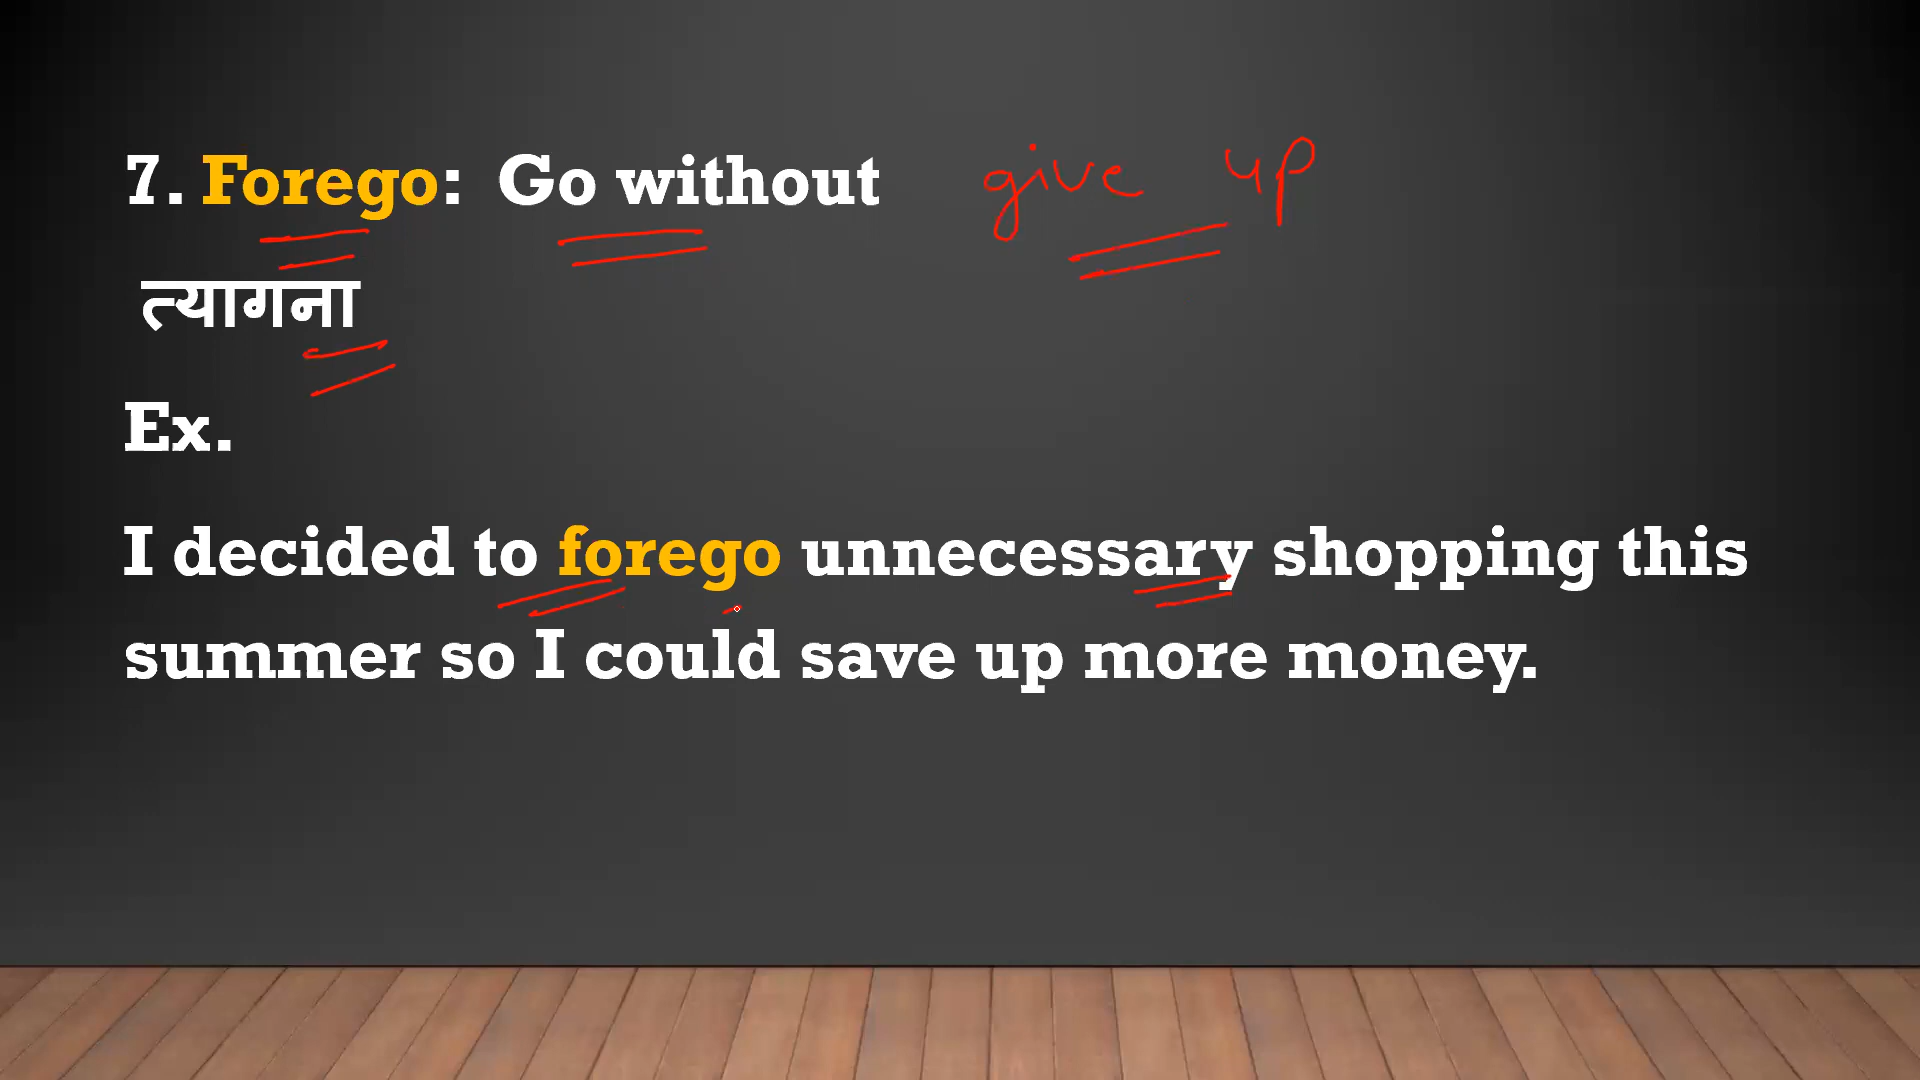 7. Forego: Go without give up
त्यागना
Ex.
I decided to forego unnecessary shopping this
summer so I could save up more money.